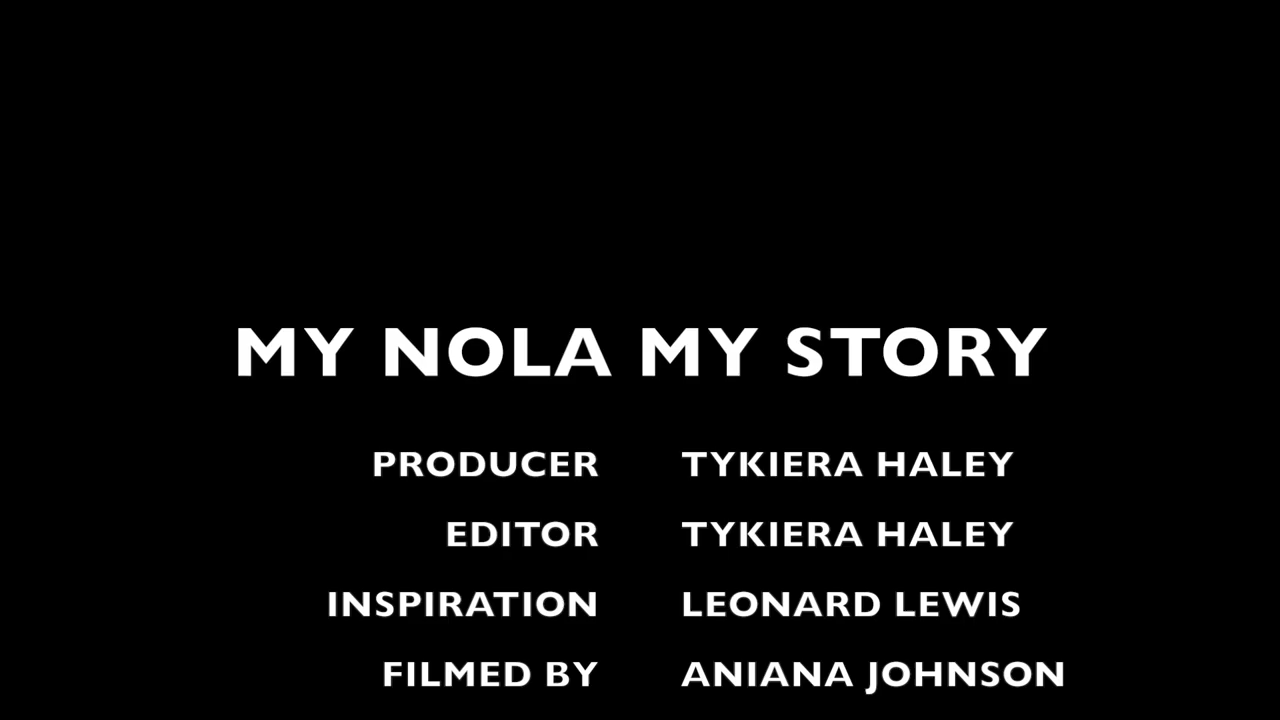 MY NOLA MY STORY
PRODUCER TYKIERA HALEY
EDITOR TYKIERA HALEY
INSPIRATION LEONARD LEWIS
FILMED BY ANIANA JOHNSON